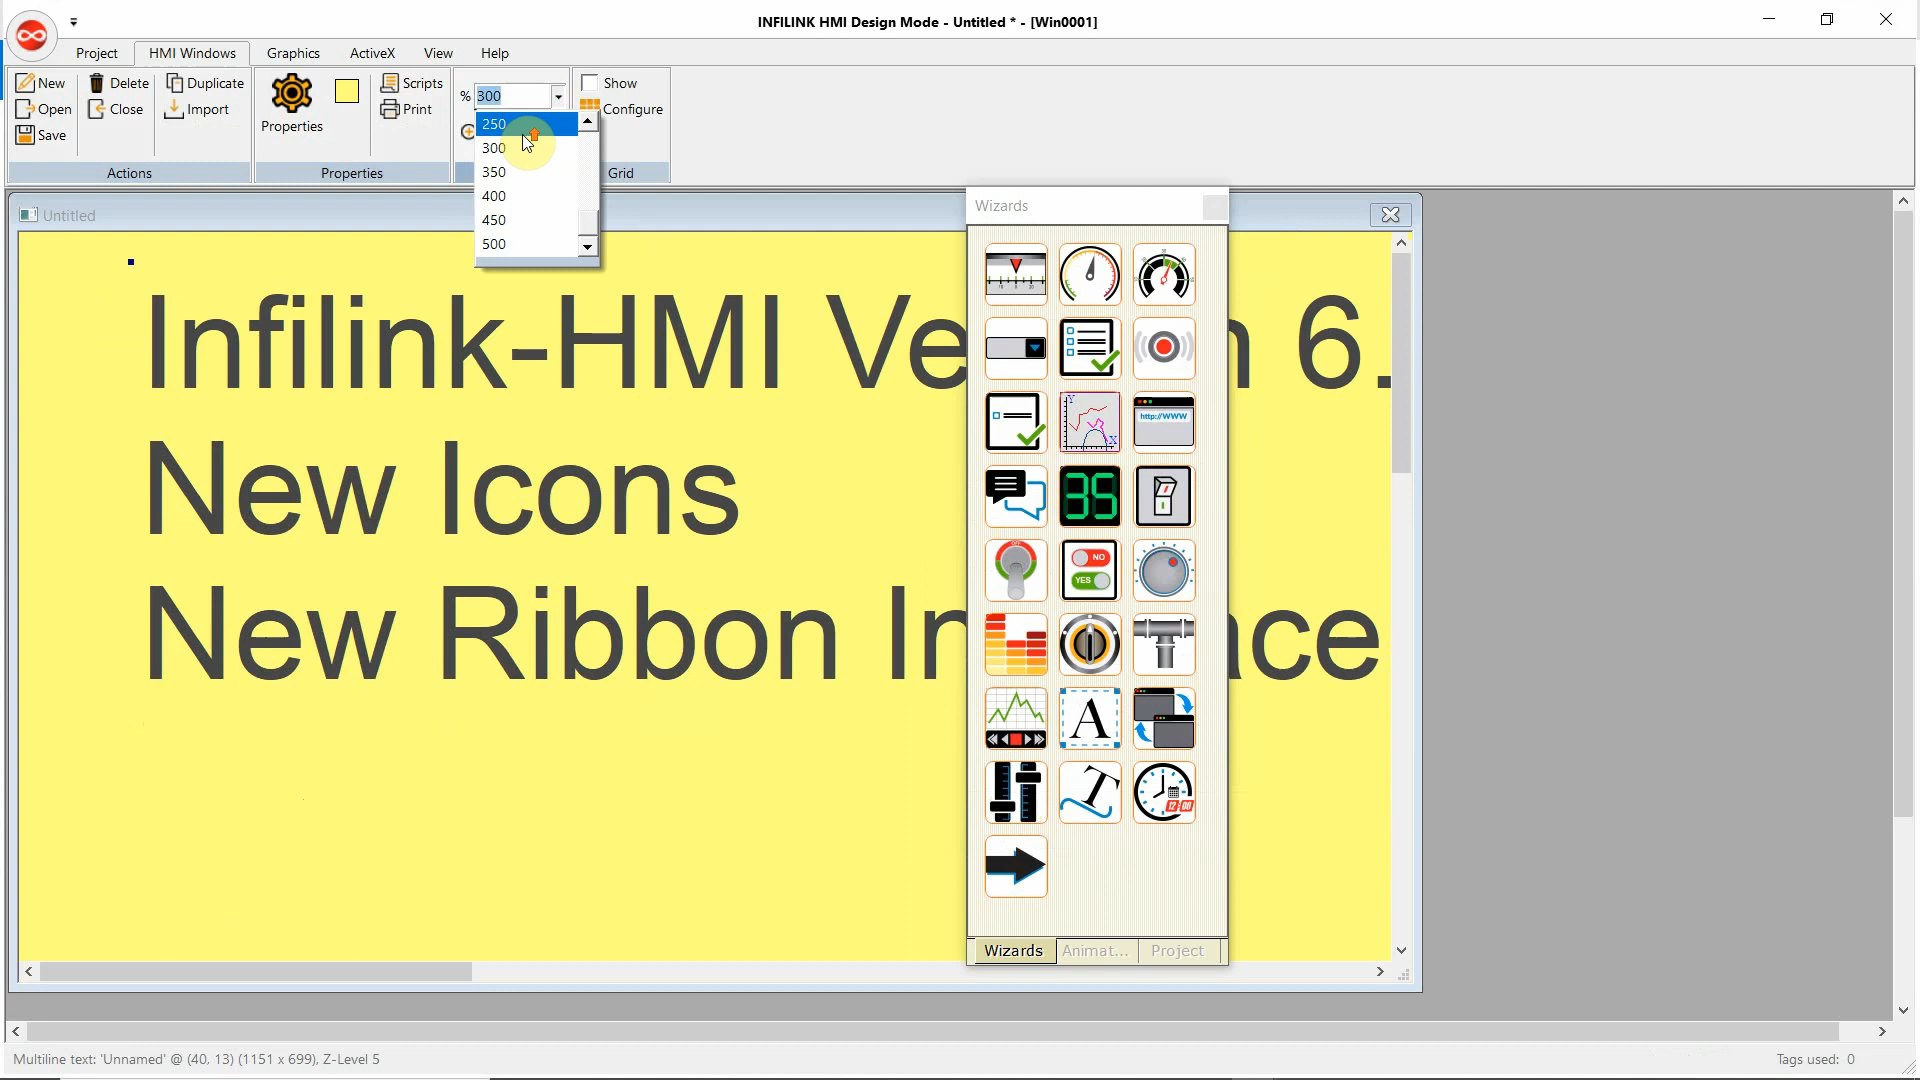 INFILINK HMI Design Mode - Untitled * - [Win0001]
Project HMI Windows Graphics ActiveX View Help
New Delete Duplicate Scripts % 300 Show
Open Close Import Properties Print Configure
Save
250
300
350
400
450
500
Actions Properties Grid
Untitled
Wizards
Infilink-HMI Ve n 6.
New Icons
New Ribbon In ace
http://WWW
Y
X
35
OFF
NO
YES
A
T
12:00
Wizards Animat... Project
Multiline text: 'Unnamed' @ (40, 13) (1151 x 699), Z-Level 5
Tags used: 0